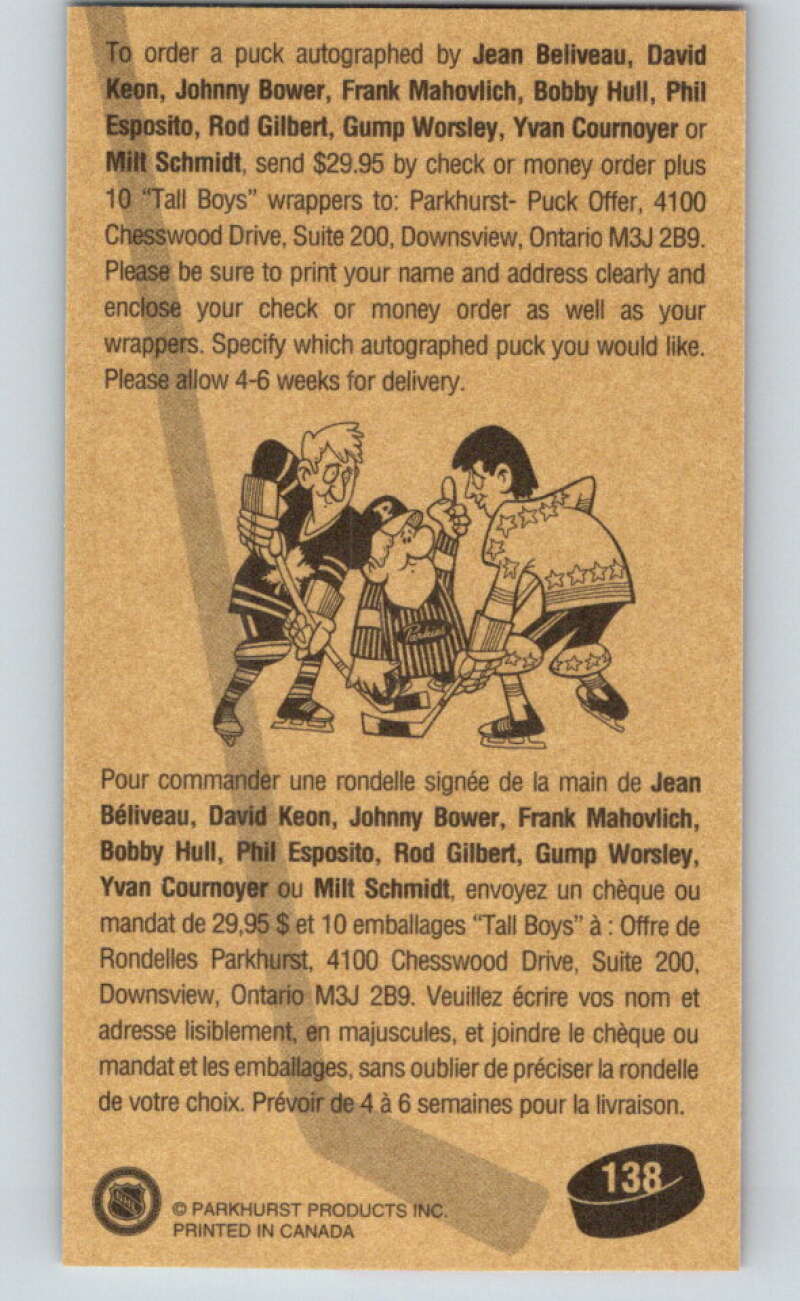 To order a puck autographed by Jean Beliveau, David
Keon, Johnny Bower, Frank Mahovlich, Bobby Hull, Phil
Esposito, Rod Gilbert, Gump Worsley, Yvan Cournoyer or
Milt Schmidt, send $29.95 by check or money order plus
10 “Tall Boys” wrappers to: Parkhurst- Puck Offer, 4100
Chesswood Drive, Suite 200, Downsview, Ontario M3J 2B9.
Please be sure to print your name and address clearly and
enclose your check or money order as well as your
wrappers. Specify which autographed puck you would like.
Please allow 4-6 weeks for delivery.
P
Parkie
Pour commander une rondelle signée de la main de Jean
Béliveau, David Keon, Johnny Bower, Frank Mahovlich,
Bobby Hull, Phil Esposito, Rod Gilbert, Gump Worsley,
Yvan Cournoyer ou Milt Schmidt, envoyez un chèque ou
mandat de 29,95 $ et 10 emballages “Tall Boys” à : Offre de
Rondelles Parkhurst, 4100 Chesswood Drive, Suite 200,
Downsview, Ontario M3J 2B9. Veuillez écrire vos nom et
adresse lisiblement, en majuscules, et joindre le chèque ou
mandat et les emballages, sans oublier de préciser la rondelle
de votre choix. Prévoir de 4 à 6 semaines pour la livraison.
138
NHL
© PARKHURST PRODUCTS INC.
PRINTED IN CANADA